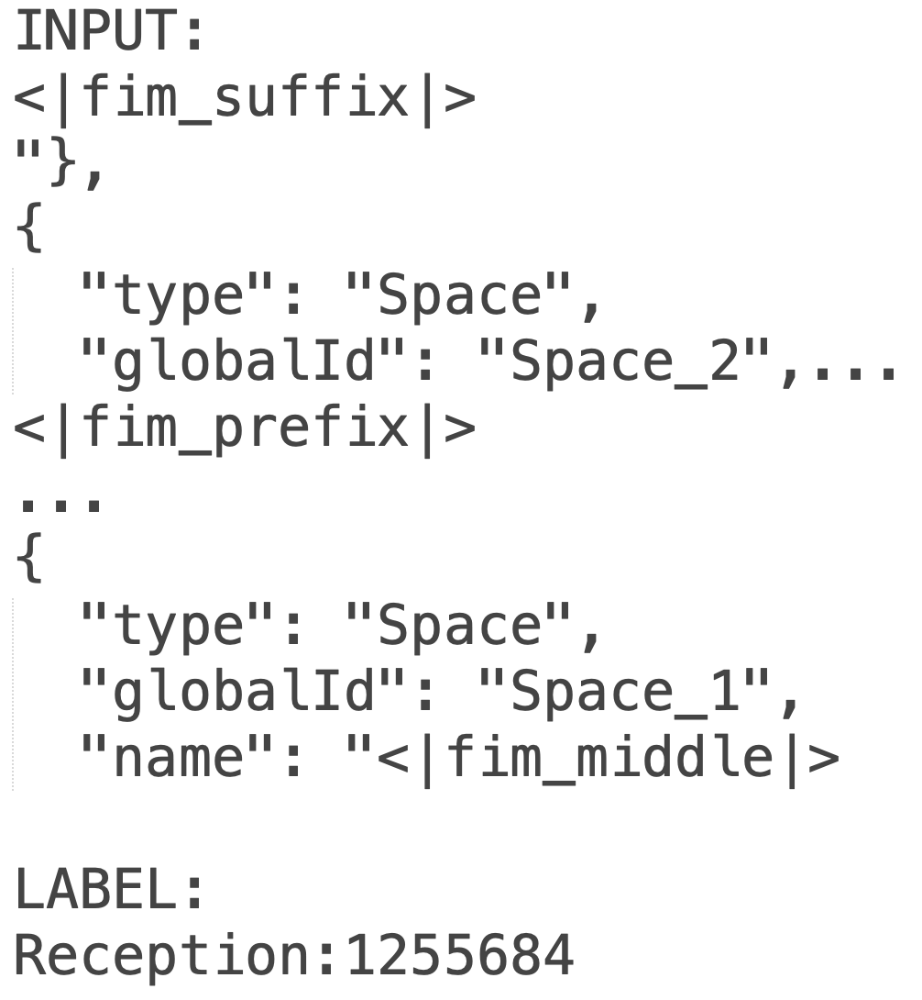 INPUT:
<|fim_suffix|>
"},
{
  "type": "Space",
  "globalId": "Space_2",...
<|fim_prefix|>
...
{
  "type": "Space",
  "globalId": "Space_1",
  "name": "<|fim_middle|>

LABEL:
Reception:1255684